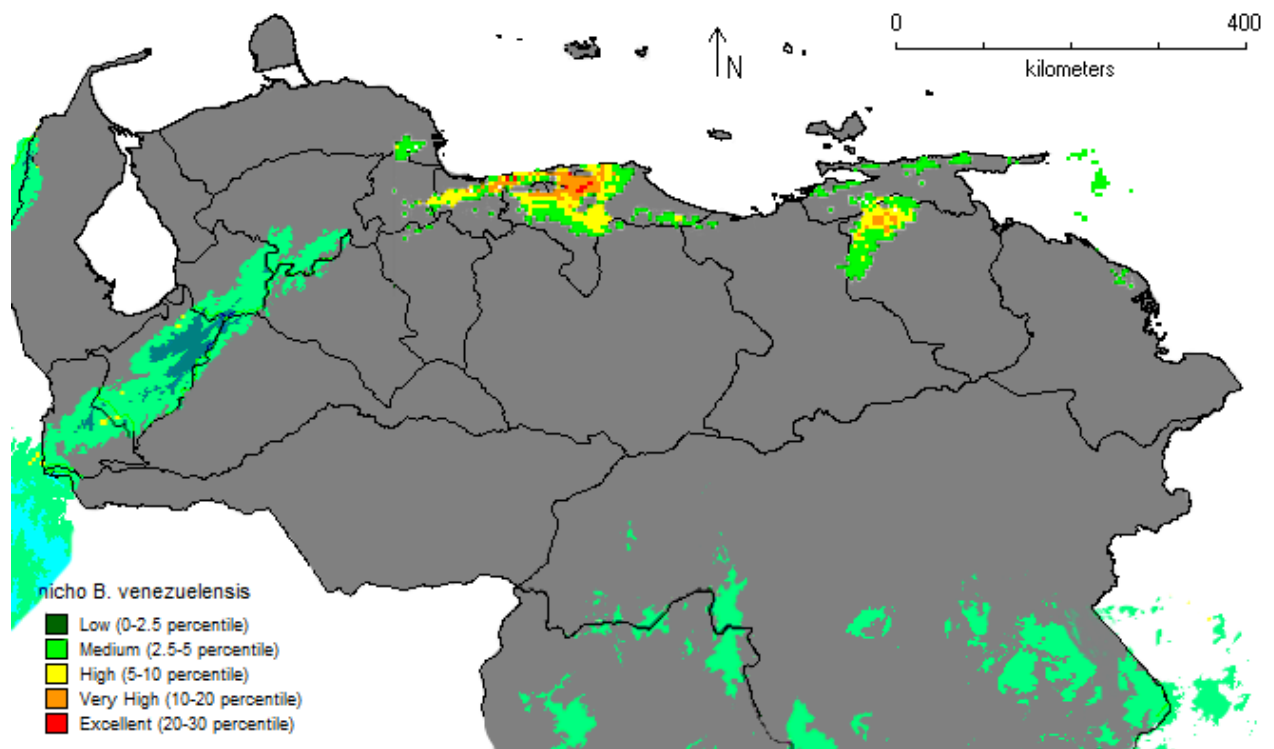 0 400
N
kilometers
nicho B. venezuelensis
Low (0-2.5 percentile)
Medium (2.5-5 percentile)
High (5-10 percentile)
Very High (10-20 percentile)
Excellent (20-30 percentile)